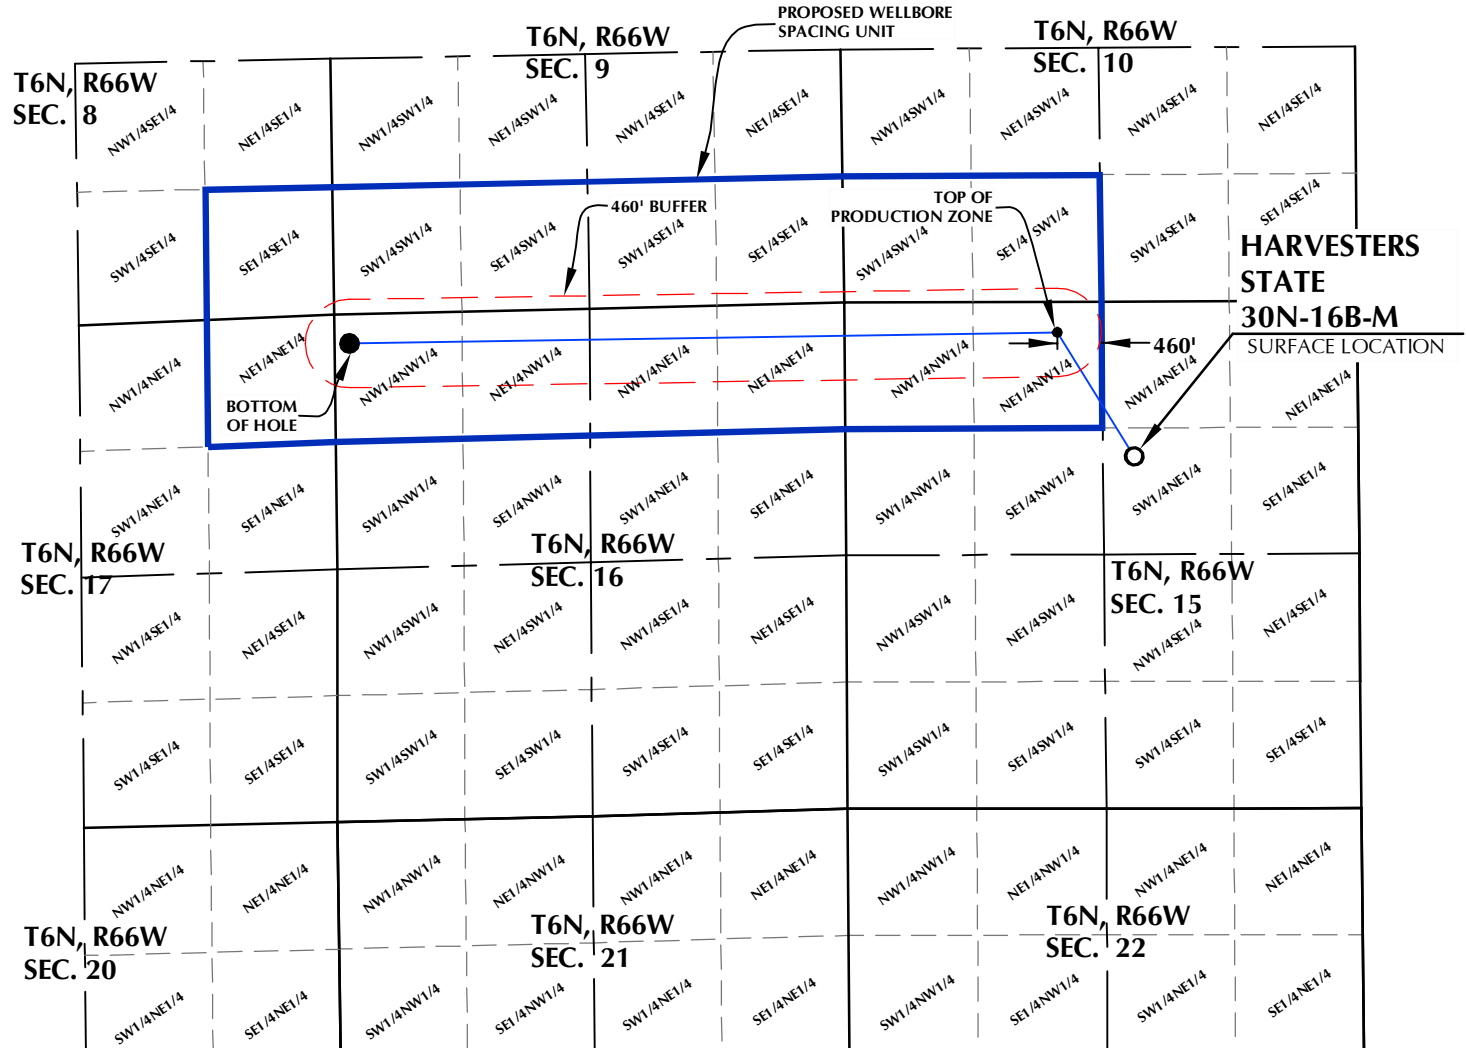 PROPOSED WELLBORE
SPACING UNIT
T6N, R66W
SEC. 9
T6N, R66W
SEC. 10
T6N, R66W
SEC. 8
NW1/4SE1/4
NE1/4SE1/4
NW1/4SW1/4
NE1/4SW1/4
NW1/4SE1/4
NE1/4SE1/4
NW1/4SW1/4
NE1/4SW1/4
NW1/4SE1/4
NE1/4SE1/4
460' BUFFER
TOP OF
PRODUCTION ZONE
SW1/4SE1/4
SE1/4SE1/4
SW1/4SW1/4
SE1/4SW1/4
SW1/4SE1/4
SE1/4SE1/4
SW1/4SW1/4
SE1/4 SW1/4
SW1/4SE1/4
SE1/4SE1/4
HARVESTERS
STATE
30N-16B-M
SURFACE LOCATION
460'
NW1/4NE1/4
NE1/4NE1/4
NW1/4NW1/4
NE1/4NW1/4
NW1/4NE1/4
NE1/4NE1/4
NW1/4NW1/4
NE1/4NW1/4
NW1/4NE1/4
NE1/4NE1/4
BOTTOM
OF HOLE
SW1/4NE1/4
SE1/4NE1/4
SW1/4NW1/4
SE1/4NW1/4
SW1/4NE1/4
SE1/4NE1/4
SW1/4NW1/4
SE1/4NW1/4
SW1/4NE1/4
SE1/4NE1/4
T6N, R66W
SEC. 17
T6N, R66W
SEC. 16
T6N, R66W
SEC. 15
NW1/4SE1/4
NE1/4SE1/4
NW1/4SW1/4
NE1/4SW1/4
NW1/4SE1/4
NE1/4SE1/4
NW1/4SW1/4
NE1/4SW1/4
NW1/4SE1/4
NE1/4SE1/4
SW1/4SE1/4
SE1/4SE1/4
SW1/4SW1/4
SE1/4SW1/4
SW1/4SE1/4
SE1/4SE1/4
SW1/4SW1/4
SE1/4SW1/4
SW1/4SE1/4
SE1/4SE1/4
NW1/4NE1/4
NE1/4NE1/4
NW1/4NW1/4
NE1/4NW1/4
NW1/4NE1/4
NE1/4NE1/4
NW1/4NW1/4
NE1/4NW1/4
NW1/4NE1/4
NE1/4NE1/4
T6N, R66W
SEC. 20
T6N, R66W
SEC. 21
T6N, R66W
SEC. 22
SW1/4NE1/4
SE1/4NE1/4
SW1/4NW1/4
SE1/4NW1/4
SW1/4NE1/4
SE1/4NE1/4
SW1/4NW1/4
SE1/4NW1/4
SW1/4NE1/4
SE1/4NE1/4